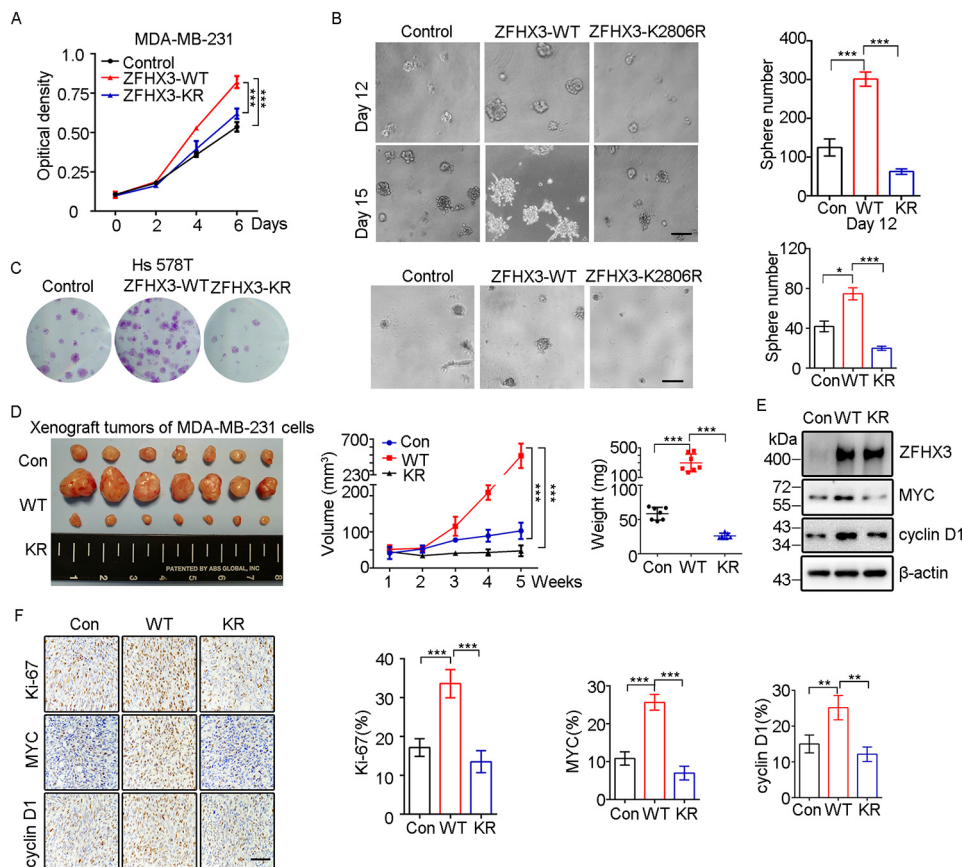 A
MDA-MB-231
Control
ZFHX3-WT
ZFHX3-KR
Opitical density
0.75
0.50
0.25
0
0 2 4 6 Days
***
***
B
Control ZFHX3-WT ZFHX3-K2806R
Day 12
Day 15
Sphere number
400
300
200
100
0
*** ***
Con WT KR
Day 12
Control ZFHX3-WT ZFHX3-K2806R
Sphere number
80
40
0
* ***
Con WT KR
C
Hs 578T
Control ZFHX3-WT ZFHX3-KR
D
Xenograft tumors of MDA-MB-231 cells
Con
WT
KR
1 2 3 4 5 6 7 8
PATENTED BY ABS GLOBAL, INC
Volume (mm³)
700
230
200
100
0
Con
WT
KR
***
***
1 2 3 4 5 Weeks
Weight (mg)
500
100
100
50
0
*** ***
Con WT KR
E
Con WT KR
kDa
400
ZFHX3
72
55
MYC
43
34
cyclin D1
43
β-actin
F
Con WT KR
Ki-67
MYC
cyclin D1
Ki-67(%)
40
30
20
10
0
*** ***
Con WT KR
MYC(%)
30
20
10
0
*** ***
Con WT KR
cyclin D1(%)
30
20
10
0
** **
Con WT KR